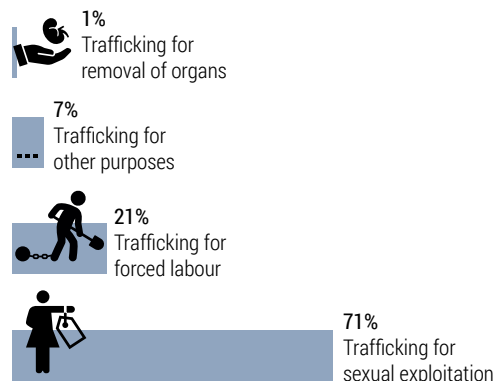 1%
Trafficking for
removal of organs
7%
Trafficking for
other purposes
21%
Trafficking for
forced labour
71%
Trafficking for
sexual exploitation